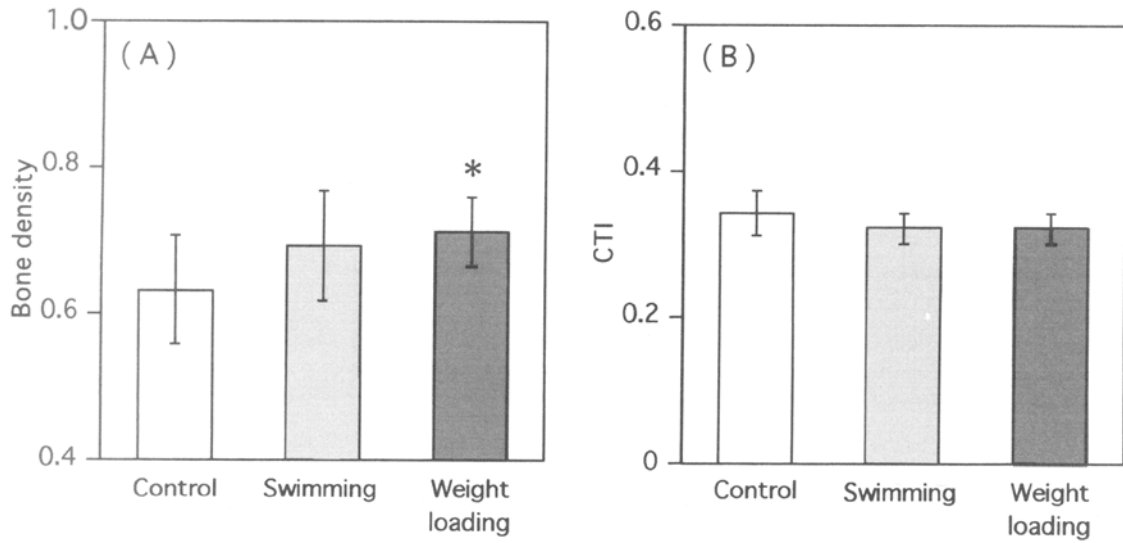 (A)
Bone density
1.0
0.8
0.6
0.4
*
Control
Swimming
Weight
loading
(B)
CTI
0.6
0.4
0.2
0
Control
Swimming
Weight
loading